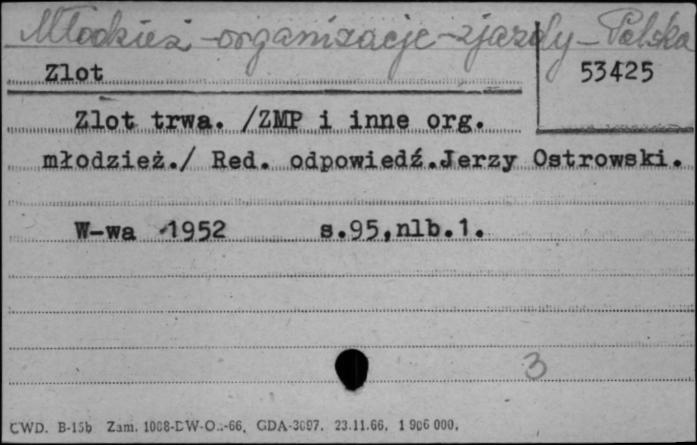 Młodzież - organizacje - zjazdy - Polska
Zlot
53425
Zlot trwa. /ZMP i inne org.
młodzież./ Red. odpowiedź.Jerzy Ostrowski.
W-wa 1952 s.95,nlb.1.
3
CWD. B-15b Zam. 1008-DW-O.-66, GDA-3097. 23.11.66. 1 906 000.